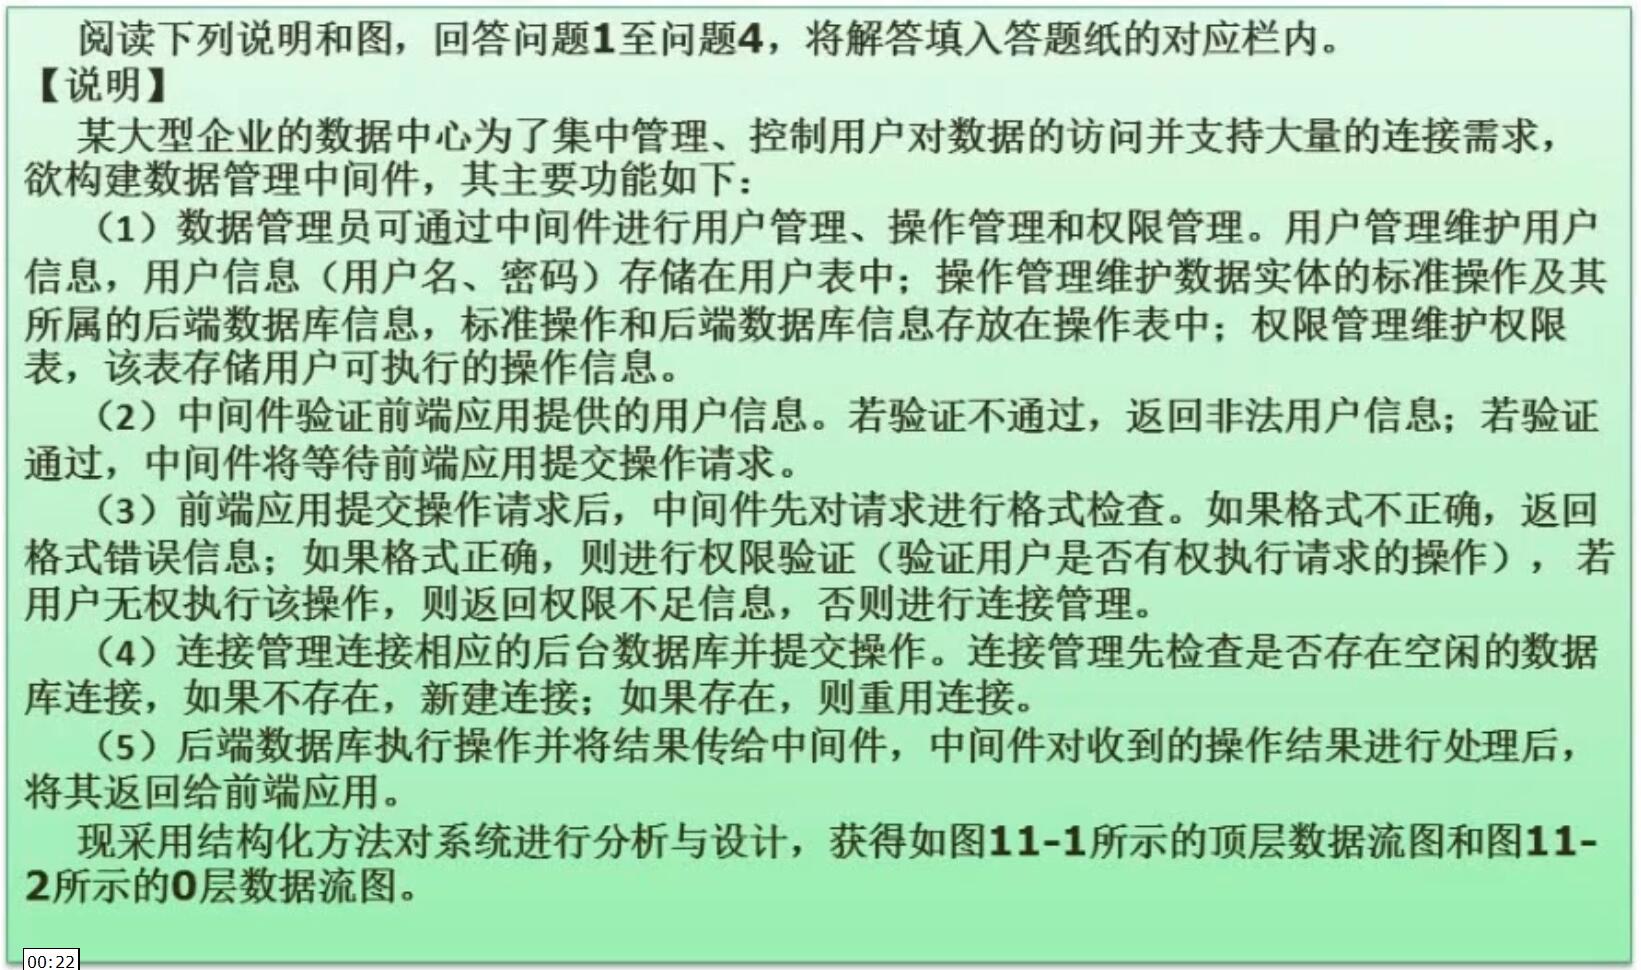 阅读下列说明和图，回答问题1至问题4，将解答填入答题纸的对应栏内。
【说明】
某大型企业的数据中心为了集中管理、控制用户对数据的访问并支持大量的连接需求，
欲构建数据管理中间件，其主要功能如下：
（1）数据管理员可通过中间件进行用户管理、操作管理和权限管理。用户管理维护用户
信息，用户信息（用户名、密码）存储在用户表中；操作管理维护数据实体的标准操作及其
所属的后端数据库信息，标准操作和后端数据库信息存放在操作表中；权限管理维护权限
表，该表存储用户可执行的操作信息。
（2）中间件验证前端应用提供的用户信息。若验证不通过，返回非法用户信息；若验证
通过，中间件将等待前端应用提交操作请求。
（3）前端应用提交操作请求后，中间件先对请求进行格式检查。如果格式不正确，返回
格式错误信息；如果格式正确，则进行权限验证（验证用户是否有权执行请求的操作），若
用户无权执行该操作，则返回权限不足信息，否则进行连接管理。
（4）连接管理连接相应的后台数据库并提交操作。连接管理先检查是否存在空闲的数据
库连接，如果不存在，新建连接；如果存在，则重用连接。
（5）后端数据库执行操作并将结果传给中间件，中间件对收到的操作结果进行处理后，
将其返回给前端应用。
现采用结构化方法对系统进行分析与设计，获得如图11-1所示的顶层数据流图和图11-
2所示的0层数据流图。
00:22